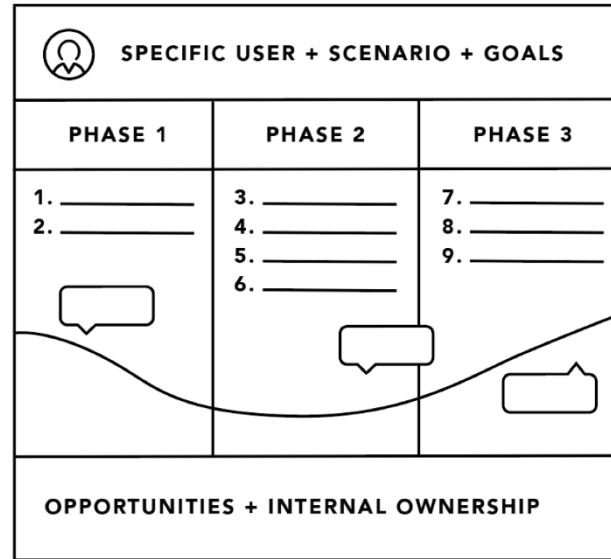 SPECIFIC USER + SCENARIO + GOALS
PHASE 1
PHASE 2
PHASE 3
1.
2.
3.
4.
5.
6.
7.
8.
9.
OPPORTUNITIES + INTERNAL OWNERSHIP